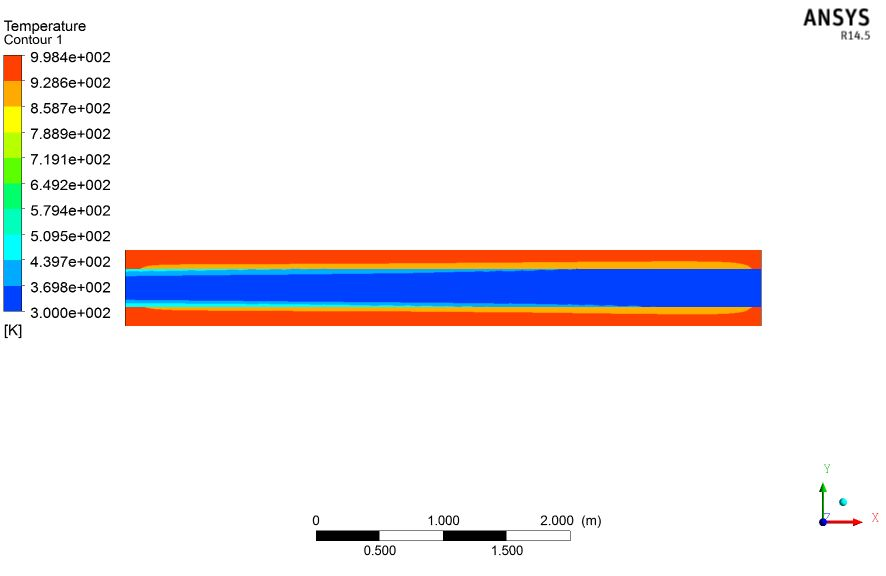 Temperature
Contour 1
9.984e+002
9.286e+002
8.587e+002
7.889e+002
7.191e+002
6.492e+002
5.794e+002
5.095e+002
4.397e+002
3.698e+002
3.000e+002
[K]
ANSYS
R14.5
0 1.000 2.000 (m)
0.500 1.500
Y
Z X